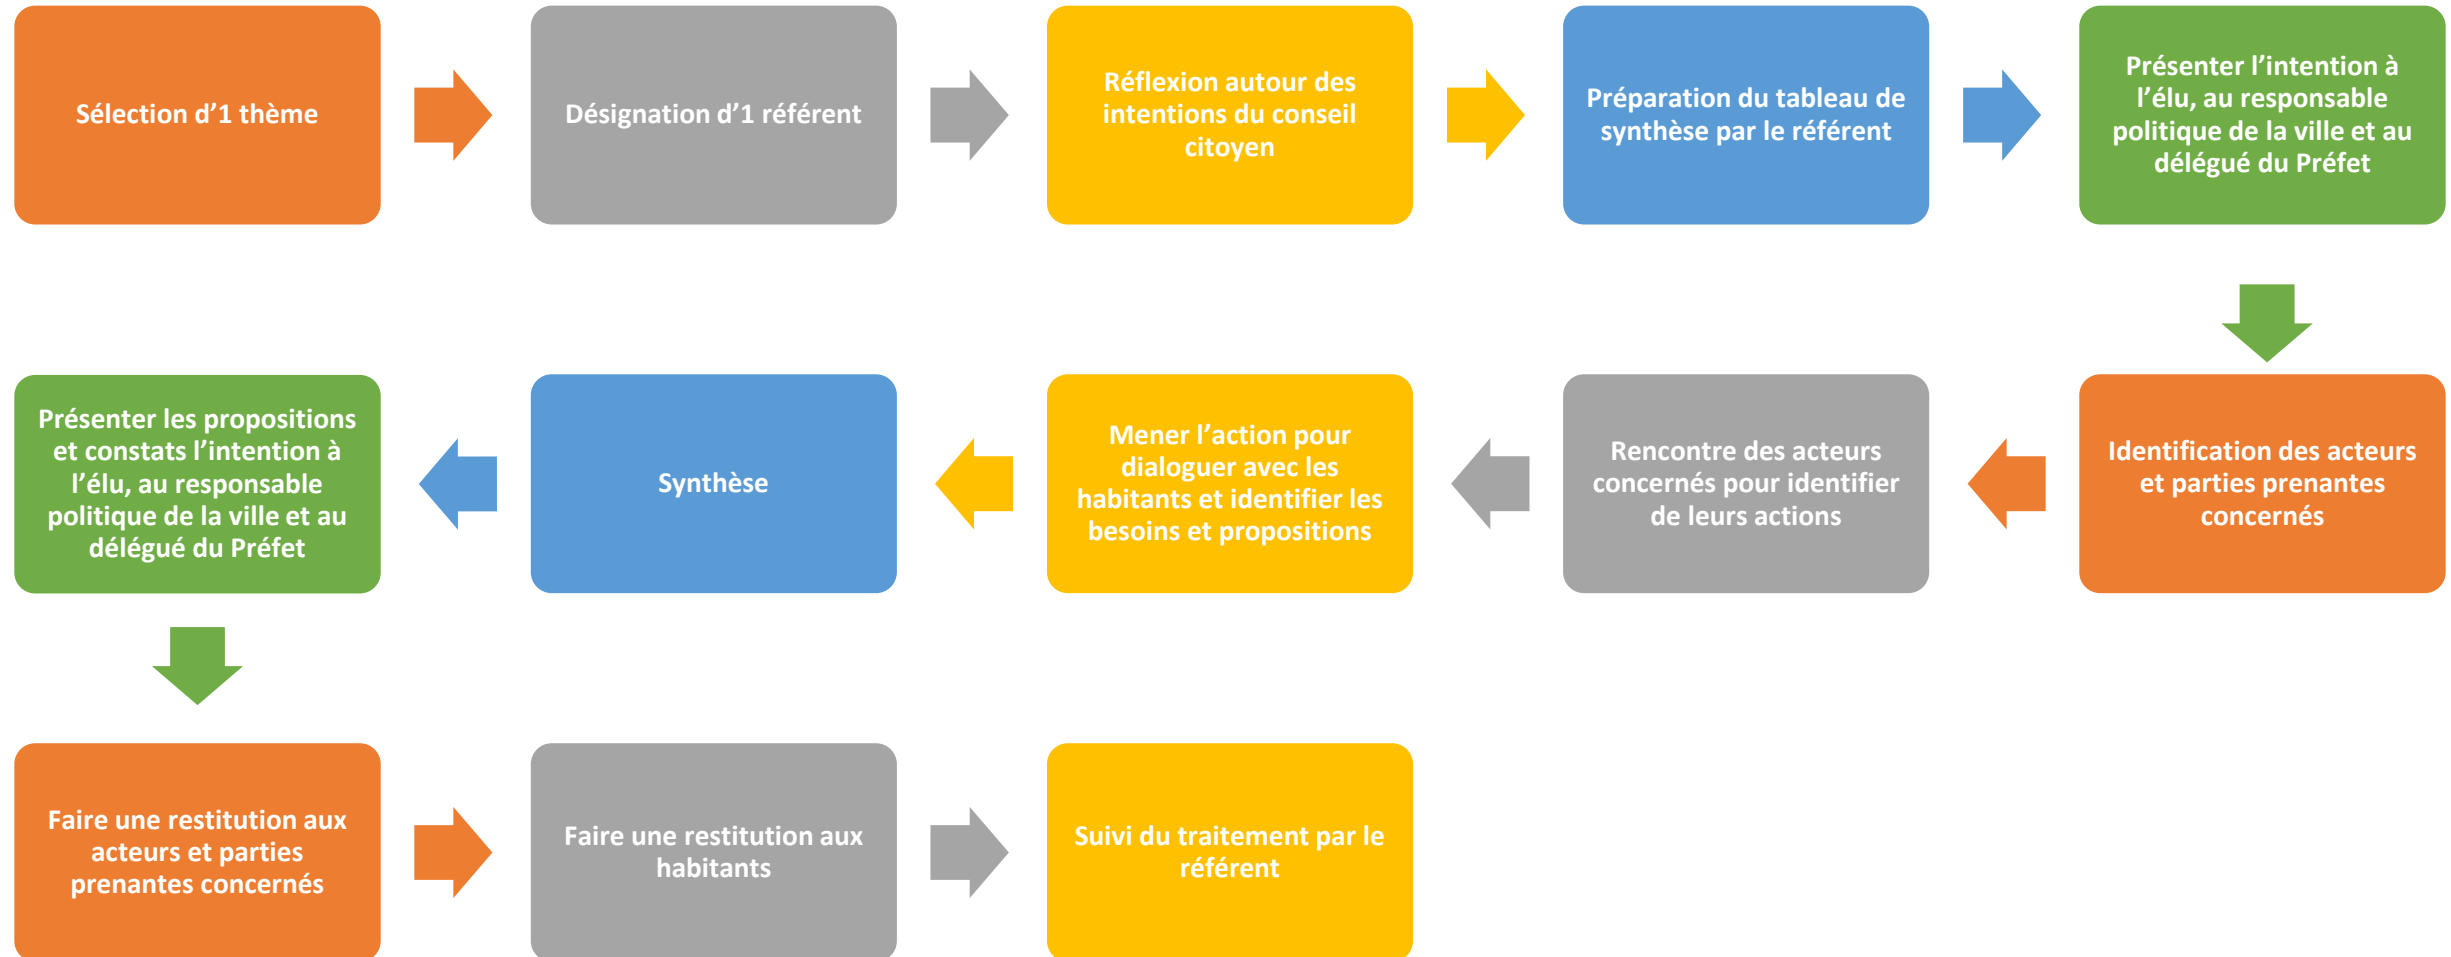 Sélection d’1 thème
Désignation d’1 référent
Réflexion autour des
intentions du conseil
citoyen
Préparation du tableau de
synthèse par le référent
Présenter l’intention à
l’élu, au responsable
politique de la ville et au
délégué du Préfet
Identification des acteurs
et parties prenantes
concernés
Rencontre des acteurs
concernés pour identifier
de leurs actions
Mener l’action pour
dialoguer avec les
habitants et identifier les
besoins et propositions
Synthèse
Présenter les propositions
et constats l’intention à
l’élu, au responsable
politique de la ville et au
délégué du Préfet
Faire une restitution aux
acteurs et parties
prenantes concernés
Faire une restitution aux
habitants
Suivi du traitement par le
référent